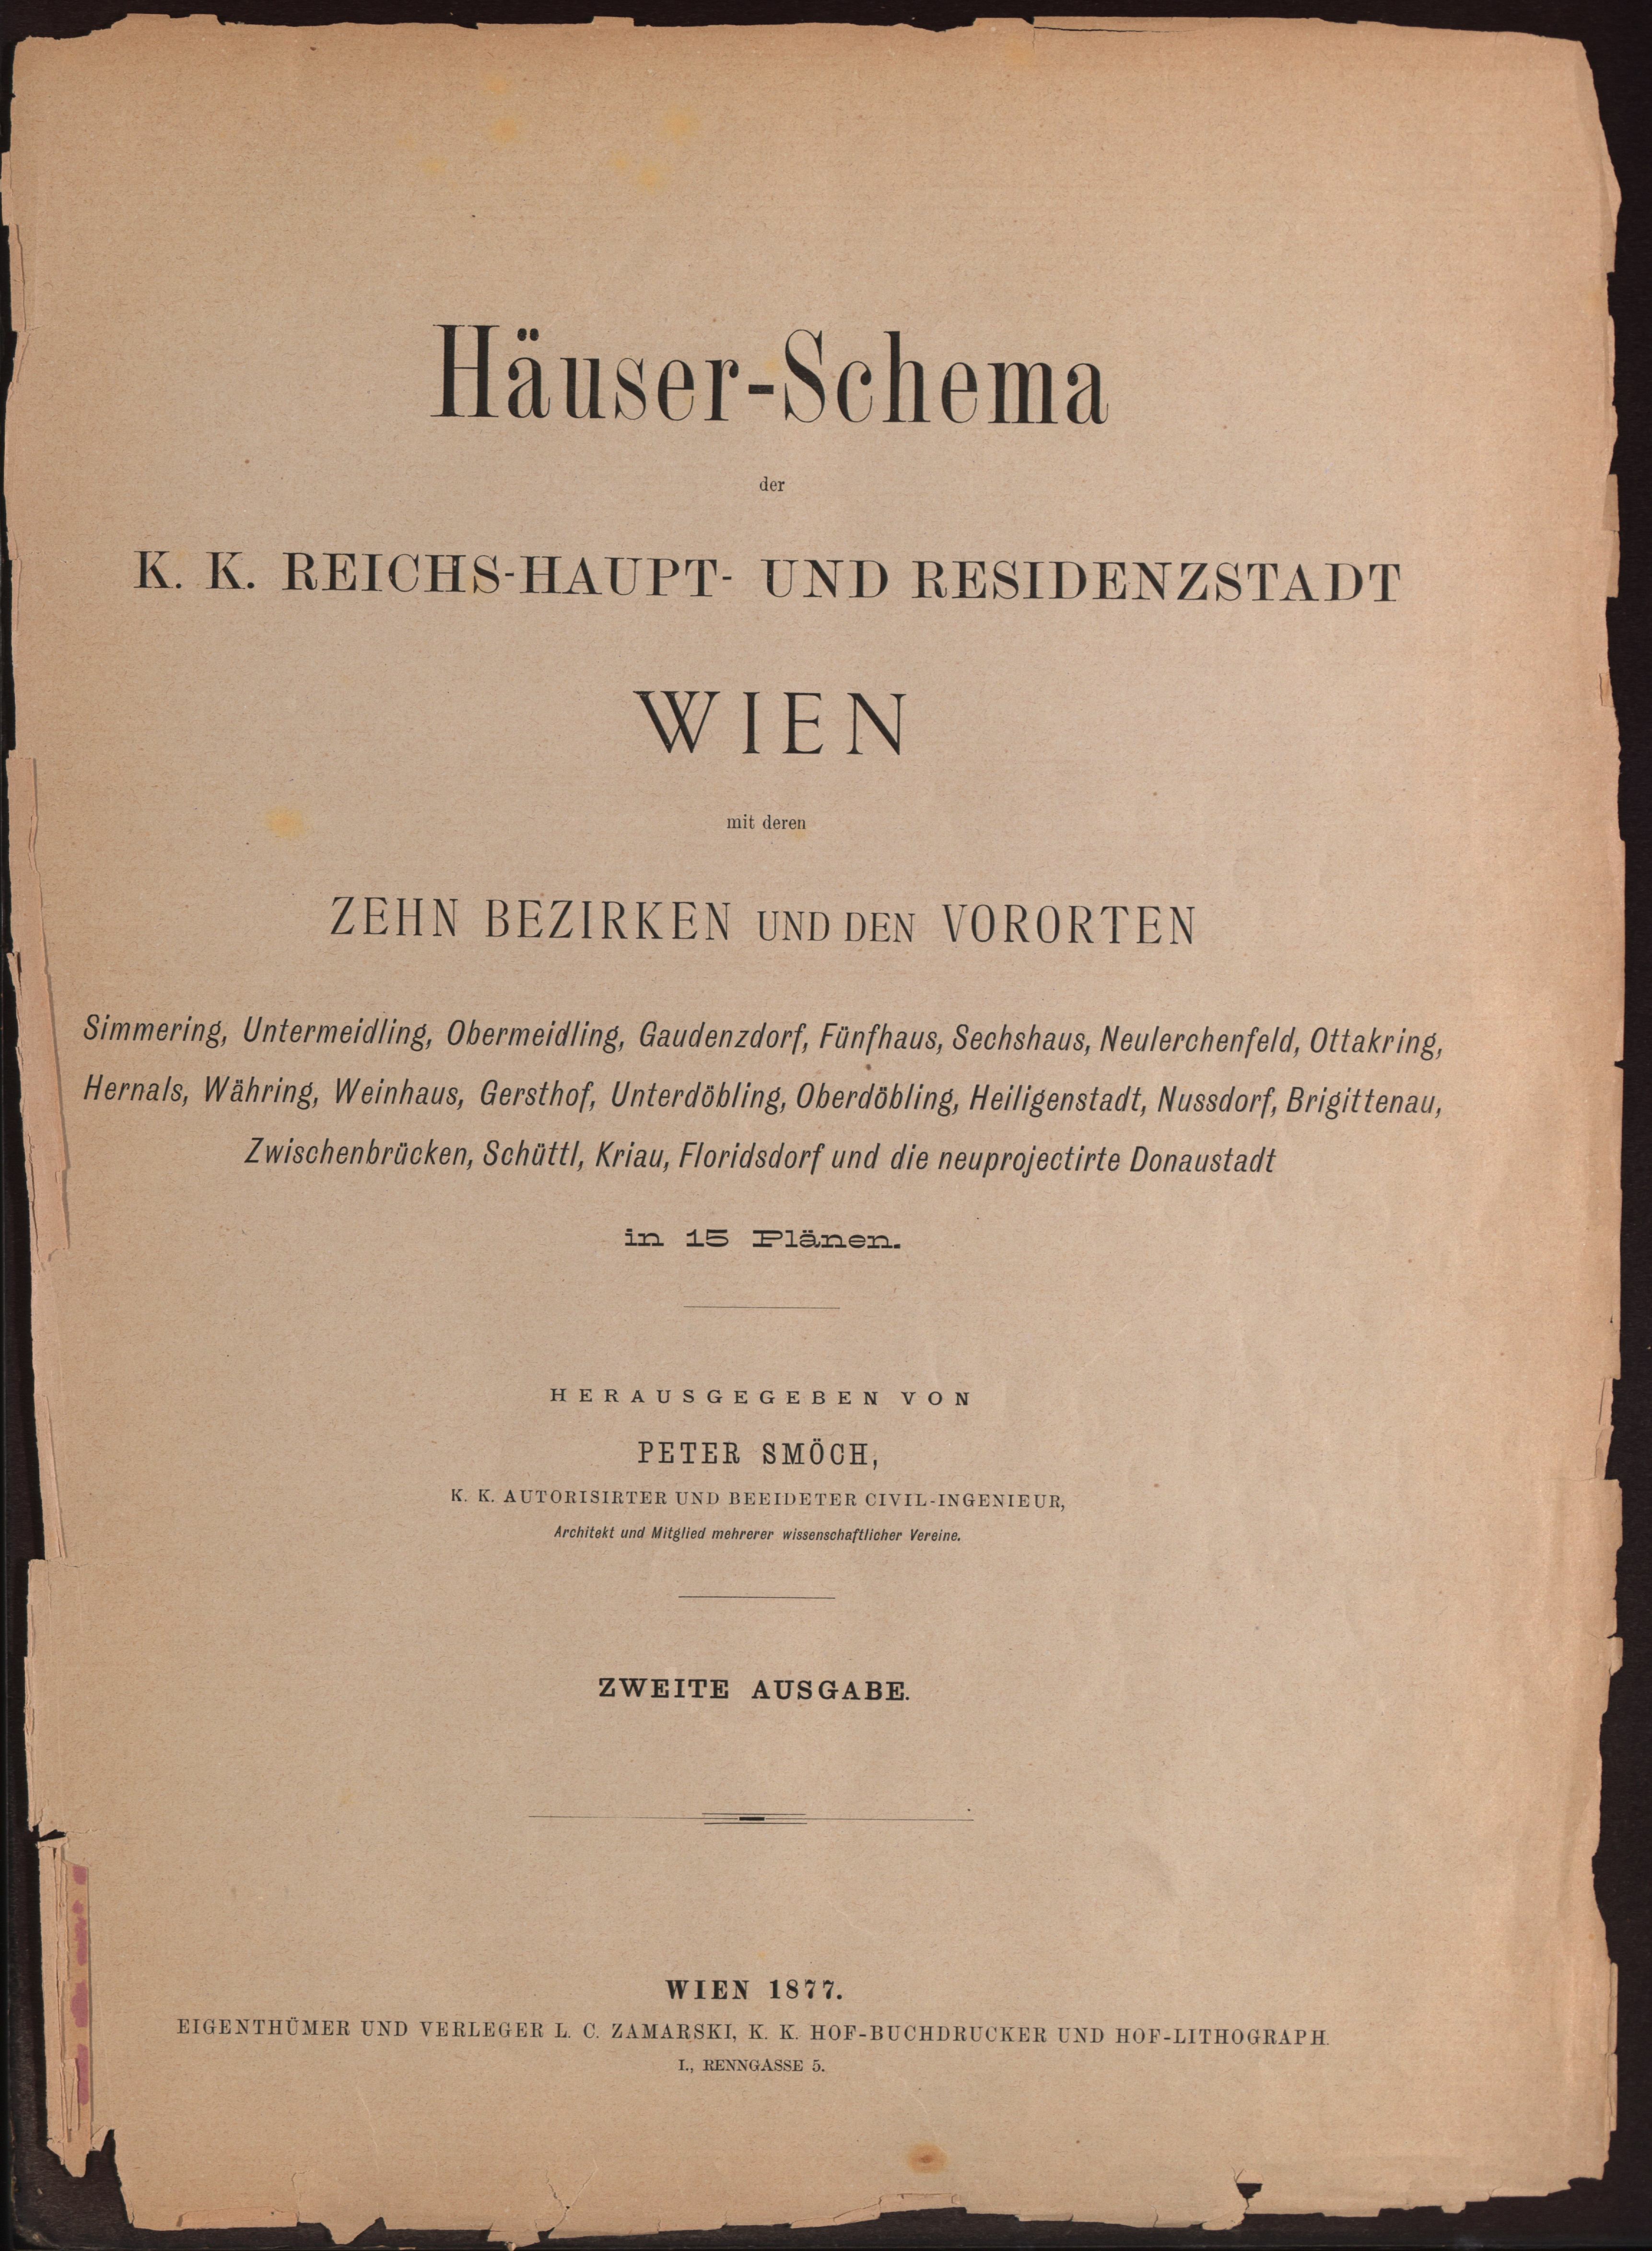 Häuser-Schema
der
K. K. REICHS-HAUPT- UND RESIDENZSTADT
WIEN
mit deren
ZEHN BEZIRKEN UND DEN VORORTEN
Simmering, Untermeidling, Obermeidling, Gaudenzdorf, Fünfhaus, Sechshaus, Neulerchenfeld, Ottakring,
Hernals, Währing, Weinhaus, Gersthof, Unterdöbling, Oberdöbling, Heiligenstadt, Nussdorf, Brigittenau,
Zwischenbrücken, Schüttl, Kriau, Floridsdorf und die neuprojectirte Donaustadt
in 15 Plänen.
HERAUSGEGEBEN VON
PETER SMÖCH,
K. K. AUTORISIRTER UND BEEIDETER CIVIL-INGENIEUR,
Architekt und Mitglied mehrerer wissenschaftlicher Vereine.
ZWEITE AUSGABE.
WIEN 1877.
EIGENTHÜMER UND VERLEGER L. C. ZAMARSKI, K. K. HOF-BUCHDRUCKER UND HOF-LITHOGRAPH.
I., RENNGASSE 5.